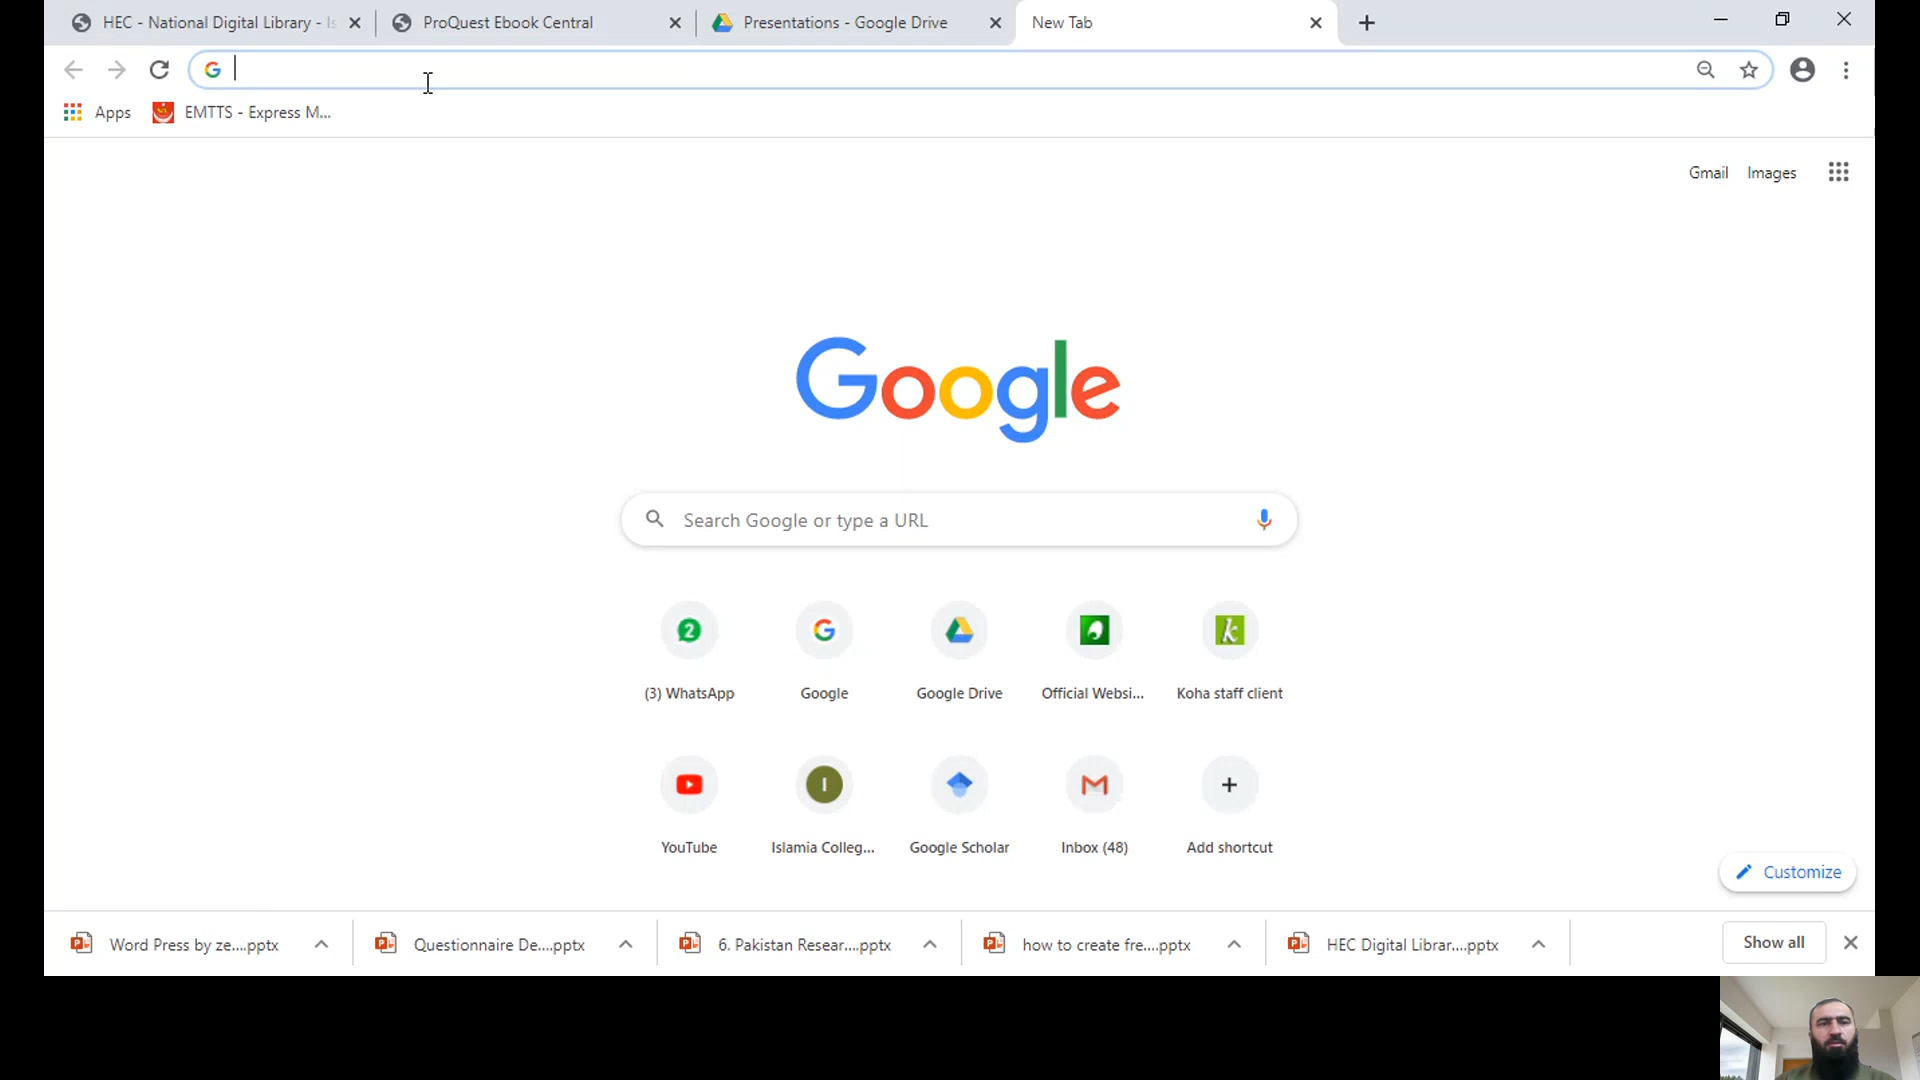 HEC - National Digital Library - Is
ProQuest Ebook Central
Presentations - Google Drive
New Tab
Apps
EMTTS - Express M...
Gmail
Images
Google
Search Google or type a URL
2
k
(3) WhatsApp
Google
Google Drive
Official Websi...
Koha staff client
I
YouTube
Islamia Colleg...
Google Scholar
Inbox (48)
Add shortcut
Customize
Word Press by ze....pptx
Questionnaire De....pptx
6. Pakistan Resear....pptx
how to create fre....pptx
HEC Digital Librar....pptx
Show all